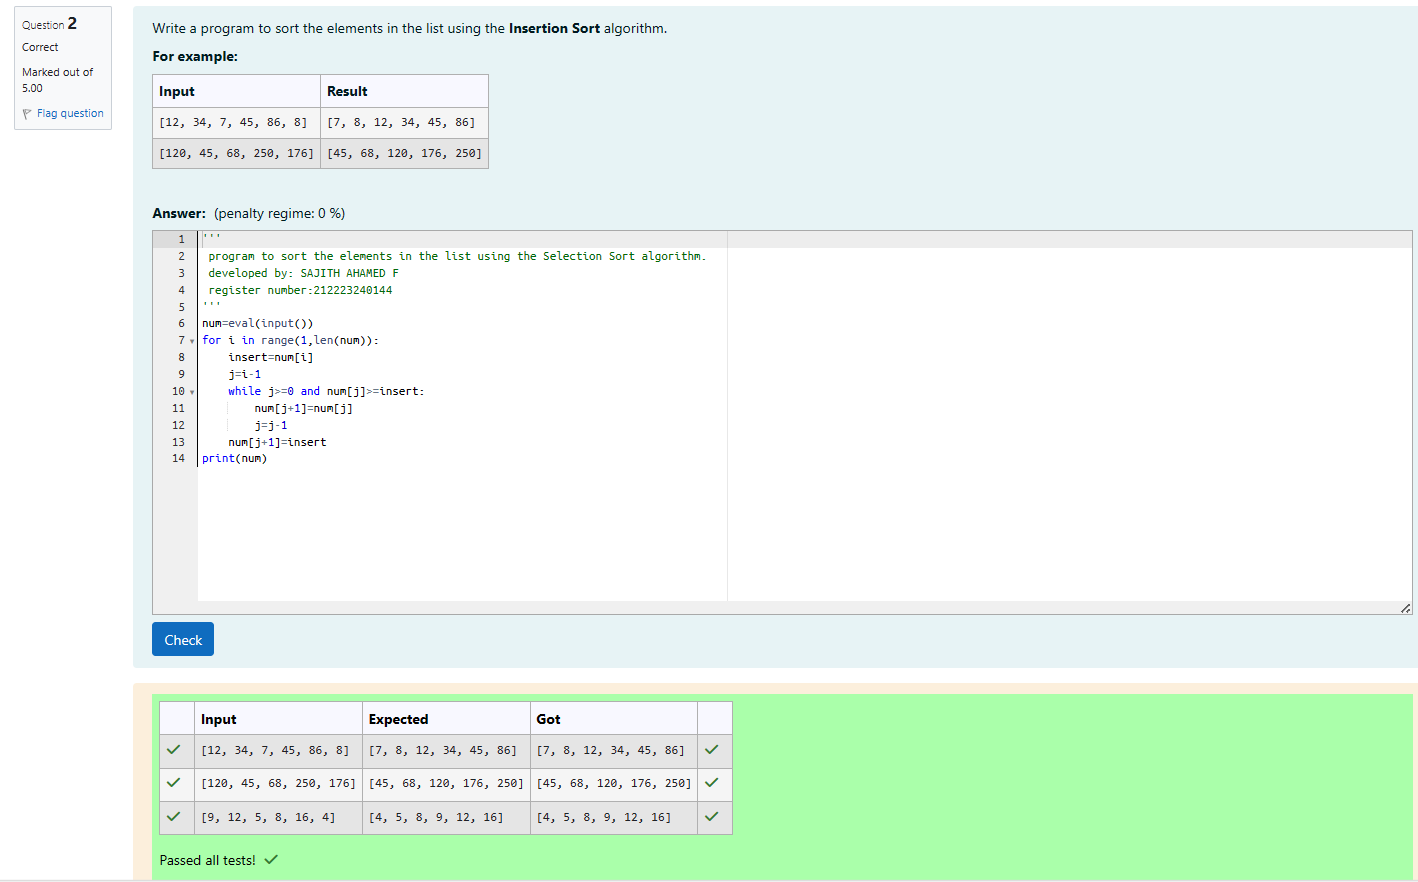 Question 2
Correct
Marked out of
5.00
Flag question
Write a program to sort the elements in the list using the Insertion Sort algorithm.
For example:
Input Result
[12, 34, 7, 45, 86, 8] [7, 8, 12, 34, 45, 86]
[120, 45, 68, 250, 176] [45, 68, 120, 176, 250]
Answer: (penalty regime: 0 %)
1 '''
2 program to sort the elements in the list using the Selection Sort algorithm.
3 developed by: SAJITH AHAMED F
4 register number:212223240144
5 '''
6 num=eval(input())
7 for i in range(1,len(num)):
8 insert=num[i]
9 j=i-1
10 while j>=0 and num[j]>=insert:
11 num[j+1]=num[j]
12 j=j-1
13 num[j+1]=insert
14 print(num)
Check
Input Expected Got
[12, 34, 7, 45, 86, 8] [7, 8, 12, 34, 45, 86] [7, 8, 12, 34, 45, 86]
[120, 45, 68, 250, 176] [45, 68, 120, 176, 250] [45, 68, 120, 176, 250]
[9, 12, 5, 8, 16, 4] [4, 5, 8, 9, 12, 16] [4, 5, 8, 9, 12, 16]
Passed all tests!